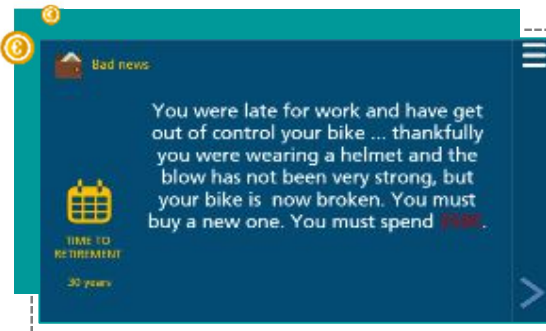 Bad news
You were late for work and have get
out of control your bike ... thankfully
you were wearing a helmet and the
blow has not been very strong, but
your bike is now broken. You must
buy a new one. You must spend .
TIME TO
RETIREMENT
30 years